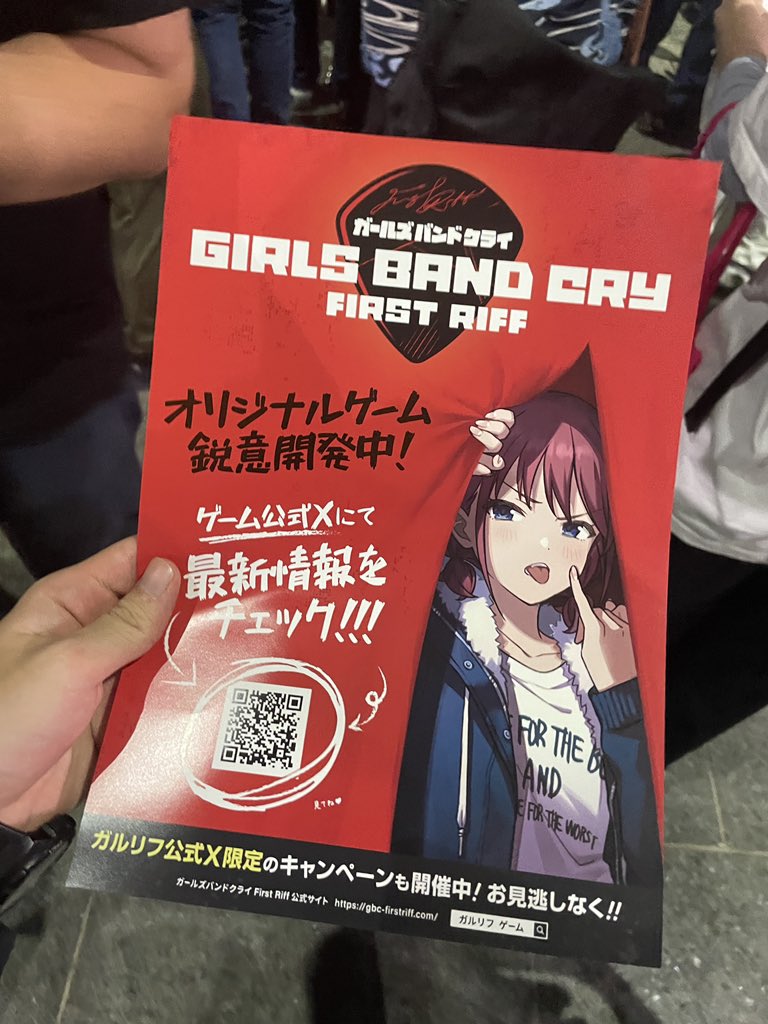 ガールズバンドクライ
GIRLS BAND CRY
FIRST RIFF
オリジナルゲーム
鋭意開発中!
ゲーム公式Xにて
最新情報を
チェック!!!
見てね♥
FOR THE B
AND
E FOR THE WORST
ガルリフ公式X限定のキャンペーンも開催中! お見逃しなく!!
ガールズバンドクライ First Riff 公式サイト https://gbc-firstriff.com/ ガルリフ ゲーム